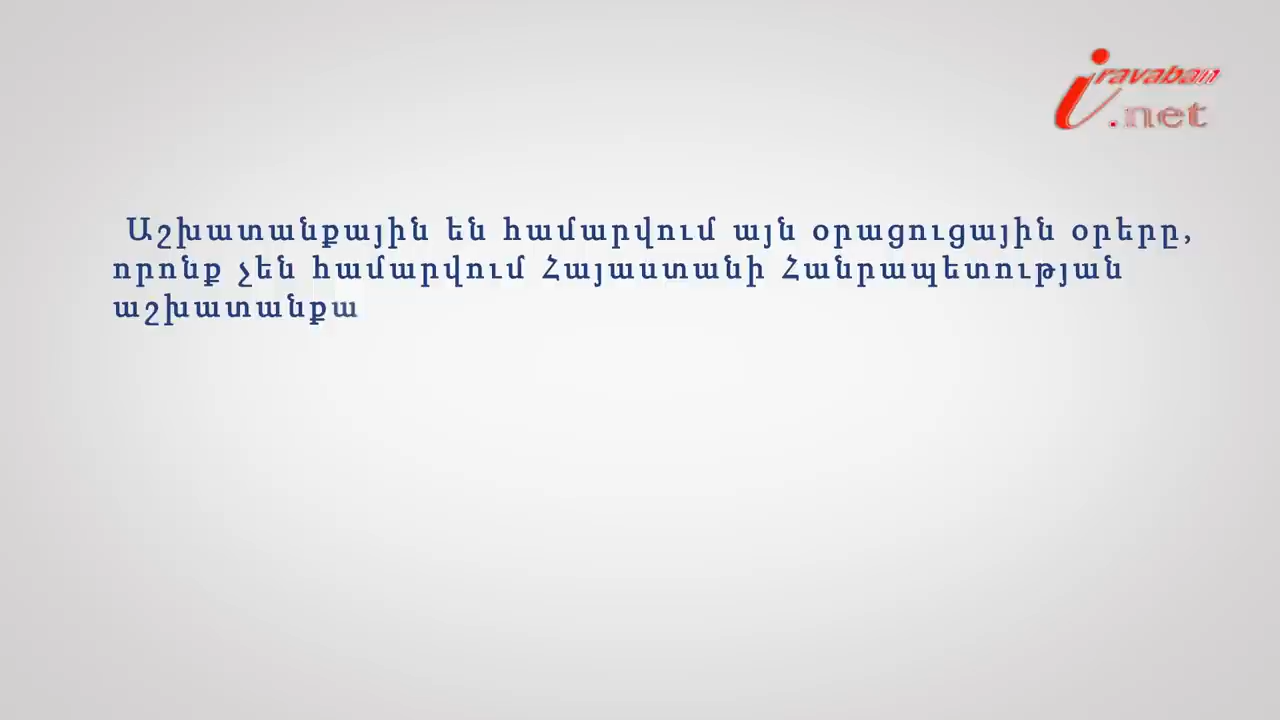 iravaban
.net
Աշխատանքային են համարվում այն օրացուցային օրերը,
որոնք չեն համարվում Հայաստանի Հանրապետության
աշխատանքա